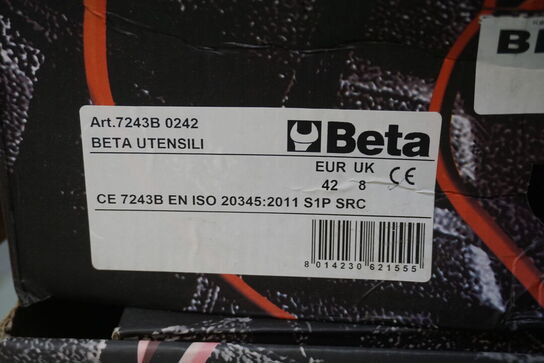 Art.7243B 0242
BETA UTENSILI
Beta
EUR UK
42 8
CE
CE 7243B EN ISO 20345:2011 S1P SRC
8 014230 621555